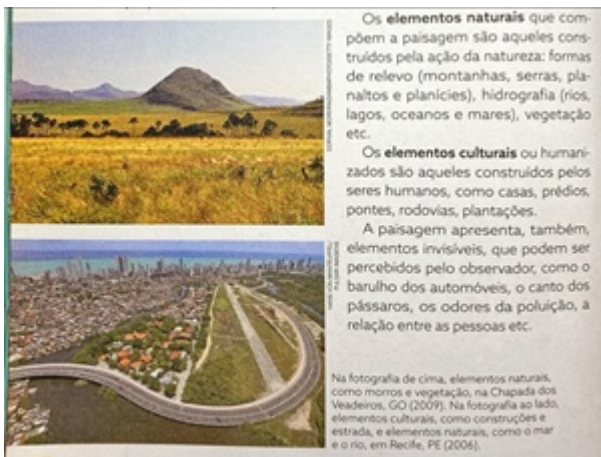 Os elementos naturais que com-
põem a paisagem são aqueles cons-
truídos pela ação da natureza: formas
de relevo (montanhas, serras, pla-
naltos e planícies), hidrografia (rios,
lagos, oceanos e mares), vegetação
etc.
Os elementos culturais ou humani-
zados são aqueles construídos pelos
seres humanos, como casas, prédios,
pontes, rodovias, plantações.
A paisagem apresenta, também,
elementos invisíveis, que podem ser
percebidos pelo observador, como o
barulho dos automóveis, o canto dos
pássaros, os odores da poluição, a
relação entre as pessoas etc.
Na fotografia de cima, elementos naturais,
como morros e vegetação, na Chapada dos
Veadeiros, GO (2009). Na fotografia ao lado,
elementos culturais, como construções e
estrada, e elementos naturais, como o mar
e o rio, em Recife, PE (2006).